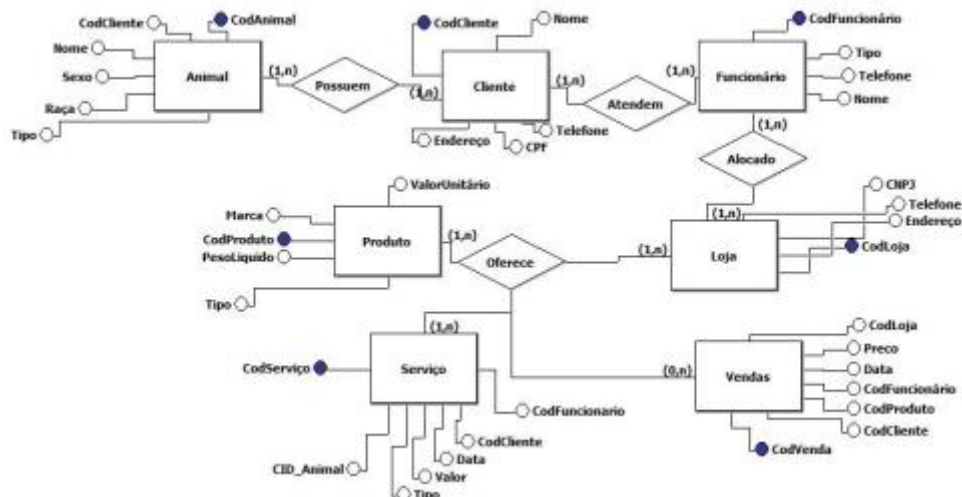 CodCliente
CodAnimal
Nome
Sexo
Raça
Tipo
Animal
(1,n)
Possuem
(1,n)
CodCliente
Nome
Cliente
Endereço
CPF
Telefone
(1,n)
Atendem
(1,n)
CodFuncionário
Funcionário
Tipo
Telefone
Nome
(1,n)
Alocado
(1,n)
CNPJ
Telefone
Endereço
CodLoja
Loja
ValorUnitário
Marca
CodProduto
PesoLiquido
Tipo
Produto
(1,n)
Oferece
(1,n)
(1,n)
CodServiço
Serviço
CodFuncionario
CodCliente
Data
Valor
Tipo
CID_Animal
(0,n)
Vendas
CodLoja
Preco
Data
CodFuncionário
CodProduto
CodCliente
CodVenda